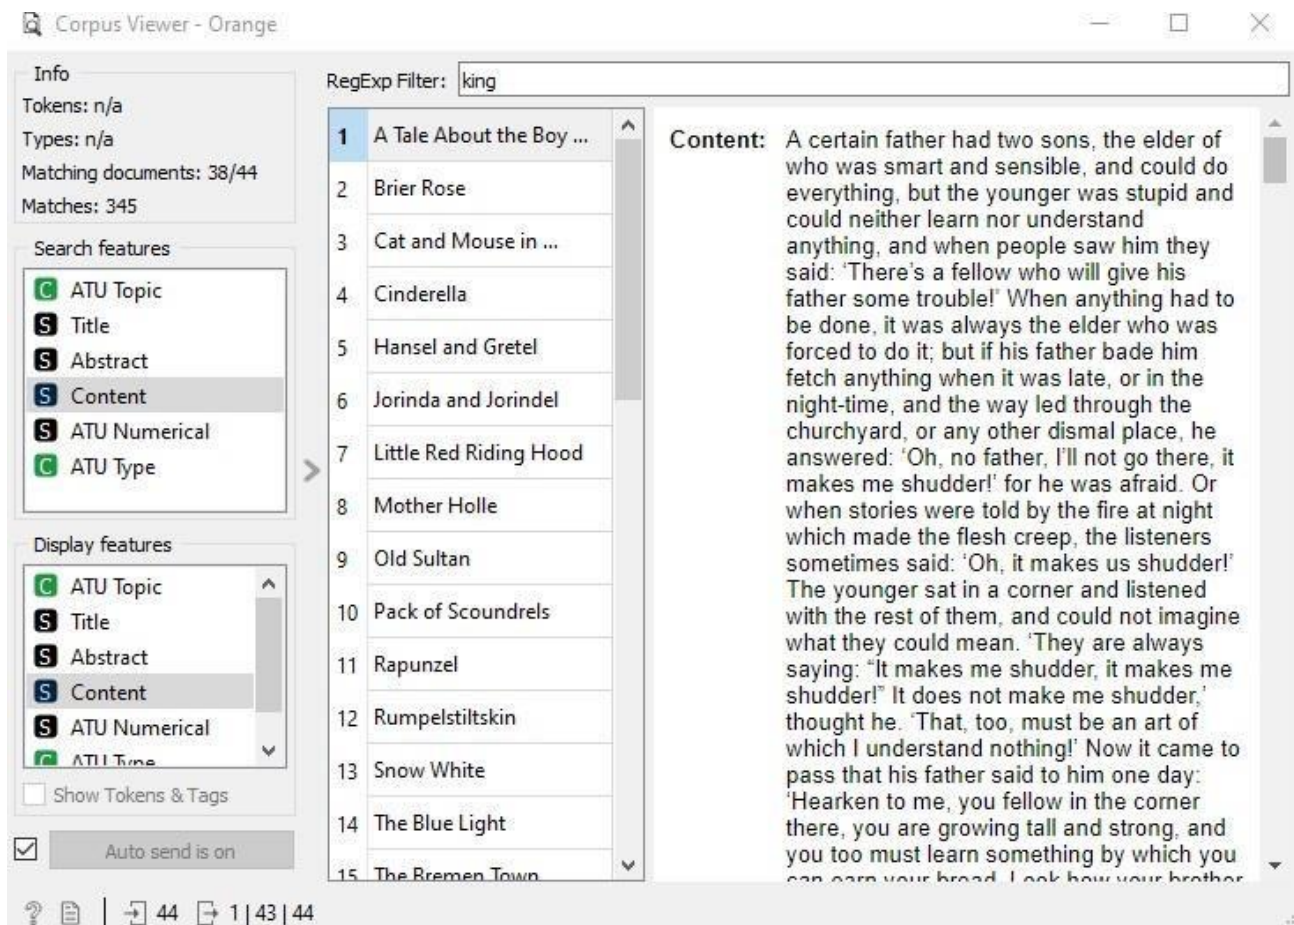 Corpus Viewer - Orange
Info
Tokens: n/a
Types: n/a
Matching documents: 38/44
Matches: 345
Search features
C ATU Topic
S Title
S Abstract
S Content
S ATU Numerical
C ATU Type
Display features
C ATU Topic
S Title
S Abstract
S Content
S ATU Numerical
C ATU Type
Show Tokens & Tags
Auto send is on
? 44 1 | 43 | 44
RegExp Filter: king
1 A Tale About the Boy ...
2 Brier Rose
3 Cat and Mouse in ...
4 Cinderella
5 Hansel and Gretel
6 Jorinda and Jorindel
7 Little Red Riding Hood
8 Mother Holle
9 Old Sultan
10 Pack of Scoundrels
11 Rapunzel
12 Rumpelstiltskin
13 Snow White
14 The Blue Light
15 The Bremen Town
Content: A certain father had two sons, the elder of
who was smart and sensible, and could do
everything, but the younger was stupid and
could neither learn nor understand
anything, and when people saw him they
said: ‘There’s a fellow who will give his
father some trouble!’ When anything had to
be done, it was always the elder who was
forced to do it; but if his father bade him
fetch anything when it was late, or in the
night-time, and the way led through the
churchyard, or any other dismal place, he
answered: ‘Oh, no father, I’ll not go there, it
makes me shudder!’ for he was afraid. Or
when stories were told by the fire at night
which made the flesh creep, the listeners
sometimes said: ‘Oh, it makes us shudder!’
The younger sat in a corner and listened
with the rest of them, and could not imagine
what they could mean. ‘They are always
saying: “It makes me shudder, it makes me
shudder!” It does not make me shudder,’
thought he. ‘That, too, must be an art of
which I understand nothing!’ Now it came to
pass that his father said to him one day:
‘Hearken to me, you fellow in the corner
there, you are growing tall and strong, and
you too must learn something by which you
can earn your bread. Look how your brother